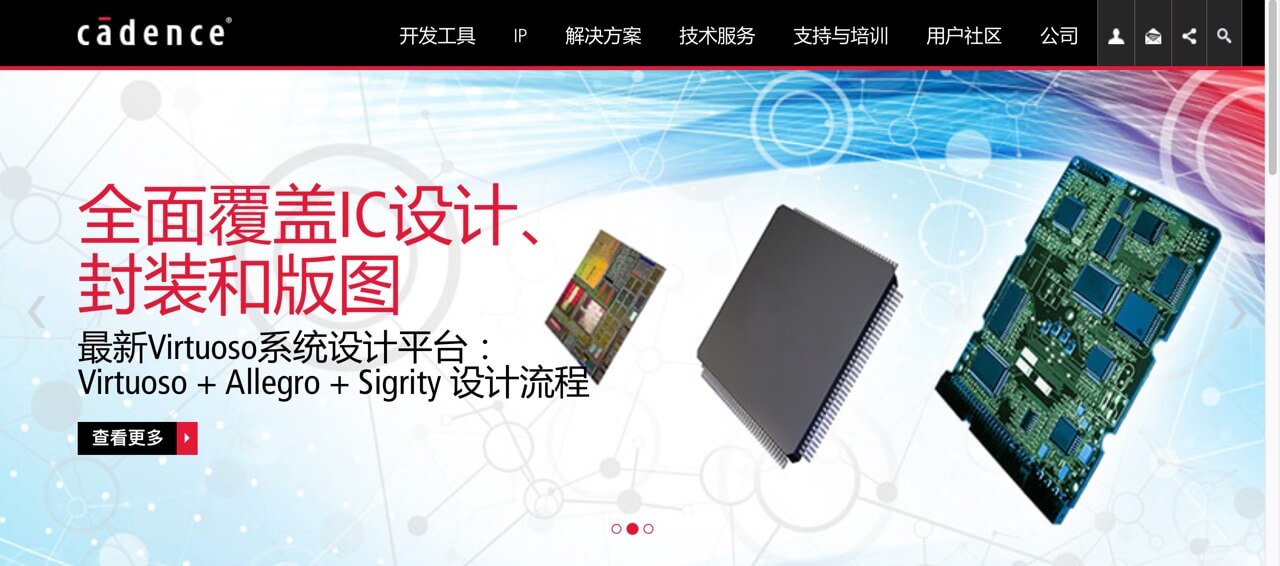 cādence®
开发工具
IP
解决方案
技术服务
支持与培训
用户社区
公司
全面覆盖IC设计、
封装和版图
最新Virtuoso系统设计平台：
Virtuoso + Allegro + Sigrity 设计流程
查看更多